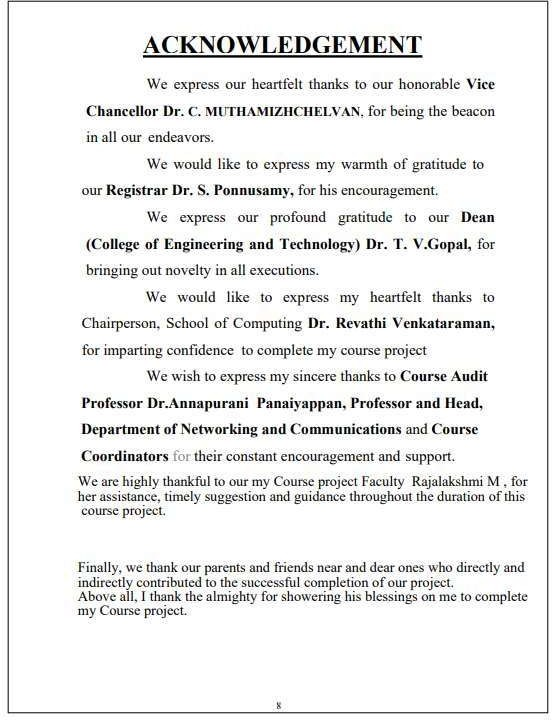 ACKNOWLEDGEMENT
We express our heartfelt thanks to our honorable Vice
Chancellor Dr. C. MUTHAMIZHCHELVAN, for being the beacon
in all our endeavors.
We would like to express my warmth of gratitude to
our Registrar Dr. S. Ponnusamy, for his encouragement.
We express our profound gratitude to our Dean
(College of Engineering and Technology) Dr. T. V.Gopal, for
bringing out novelty in all executions.
We would like to express my heartfelt thanks to
Chairperson, School of Computing Dr. Revathi Venkataraman,
for imparting confidence to complete my course project
We wish to express my sincere thanks to Course Audit
Professor Dr.Annapurani Panaiyappan, Professor and Head,
Department of Networking and Communications and Course
Coordinators for their constant encouragement and support.
We are highly thankful to our my Course project Faculty Rajalakshmi M , for
her assistance, timely suggestion and guidance throughout the duration of this
course project.
Finally, we thank our parents and friends near and dear ones who directly and
indirectly contributed to the successful completion of our project.
Above all, I thank the almighty for showering his blessings on me to complete
my Course project.
8